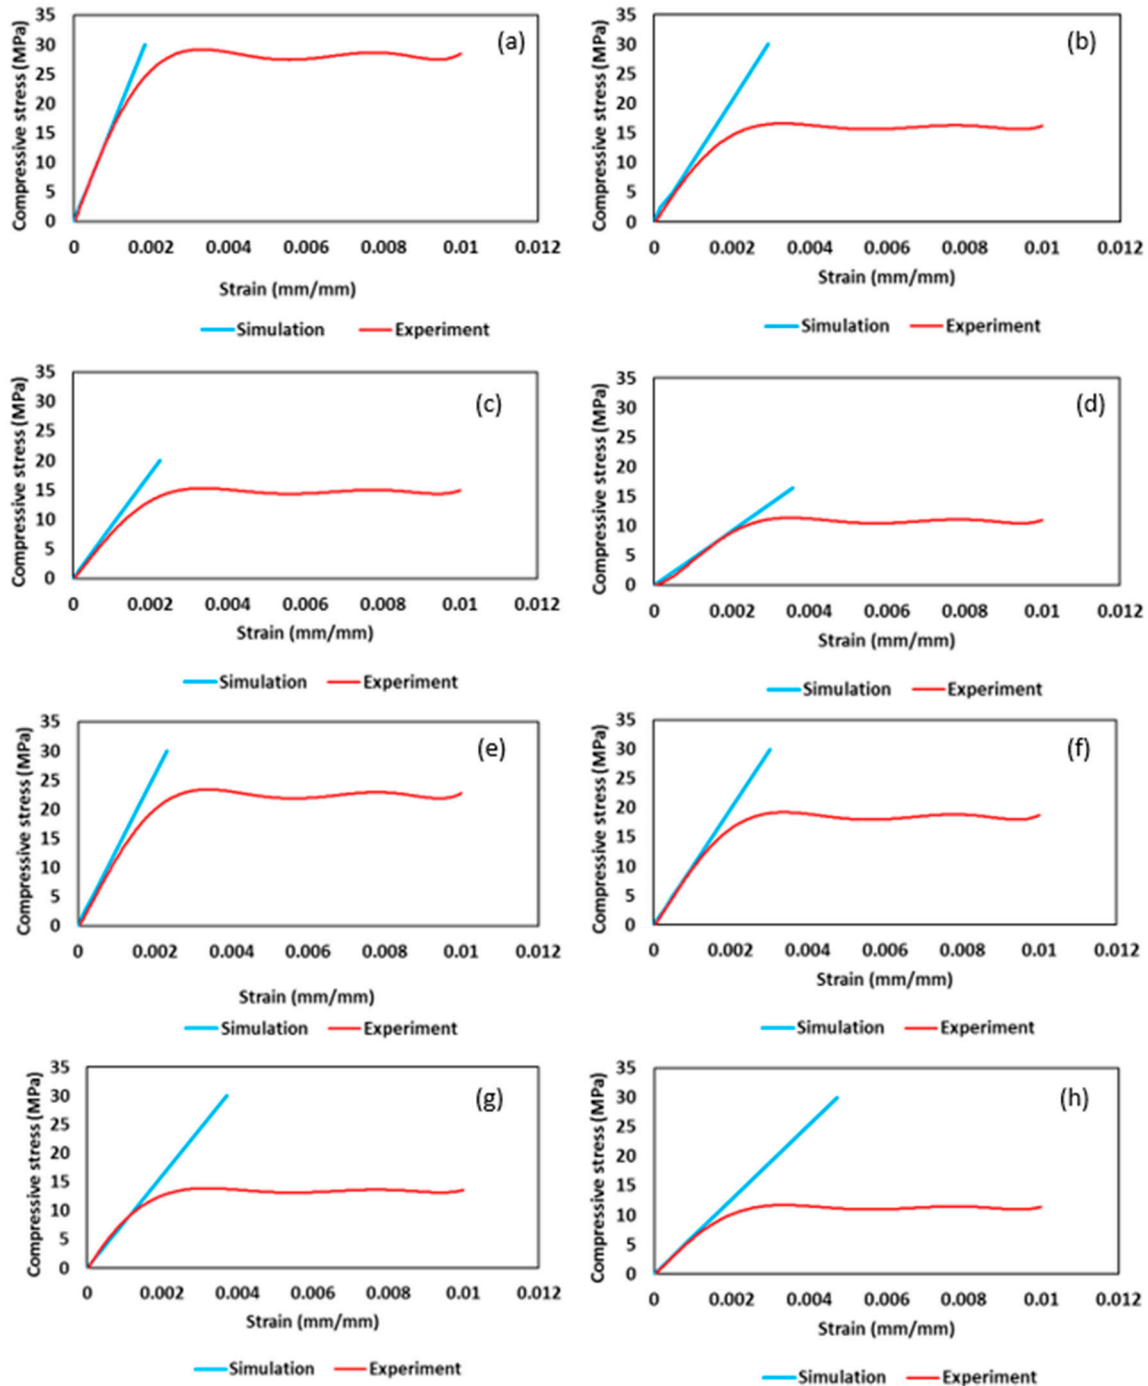 Compressive stress (MPa)
35
30
25
20
15
10
5
0
(a)
0 0.002 0.004 0.006 0.008 0.01 0.012
Strain (mm/mm)
Simulation Experiment
Compressive stress (MPa)
35
30
25
20
15
10
5
0
(b)
0 0.002 0.004 0.006 0.008 0.01 0.012
Strain (mm/mm)
Simulation Experiment
Compressive stress (MPa)
35
30
25
20
15
10
5
0
(c)
0 0.002 0.004 0.006 0.008 0.01 0.012
Strain (mm/mm)
Simulation Experiment
Compressive stress (MPa)
35
30
25
20
15
10
5
0
(d)
0 0.002 0.004 0.006 0.008 0.01 0.012
Strain (mm/mm)
Simulation Experiment
Compressive stress (MPa)
35
30
25
20
15
10
5
0
(e)
0 0.002 0.004 0.006 0.008 0.01 0.012
Strain (mm/mm)
Simulation Experiment
Compressive stress (MPa)
35
30
25
20
15
10
5
0
(f)
0 0.002 0.004 0.006 0.008 0.01 0.012
Strain (mm/mm)
Simulation Experiment
Compressive stress (MPa)
35
30
25
20
15
10
5
0
(g)
0 0.002 0.004 0.006 0.008 0.01 0.012
Strain (mm/mm)
Simulation Experiment
Compressive stress (MPa)
35
30
25
20
15
10
5
0
(h)
0 0.002 0.004 0.006 0.008 0.01 0.012
Strain (mm/mm)
Simulation Experiment